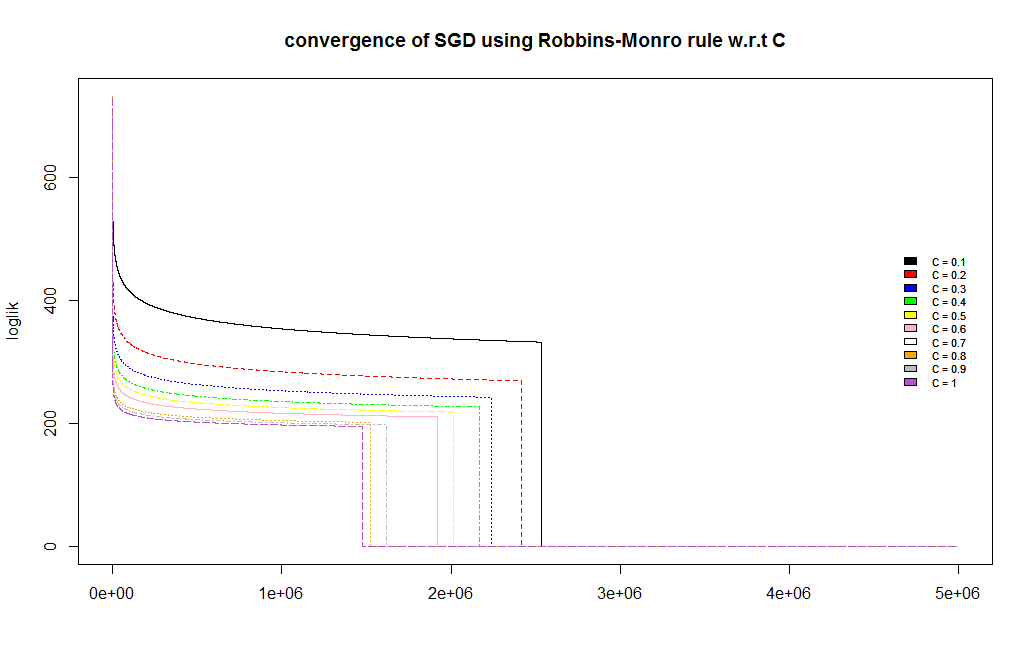 convergence of SGD using Robbins-Monro rule w.r.t C
loglik
600
400
200
0
C = 0.1
C = 0.2
C = 0.3
C = 0.4
C = 0.5
C = 0.6
C = 0.7
C = 0.8
C = 0.9
C = 1
0e+00 1e+06 2e+06 3e+06 4e+06 5e+06